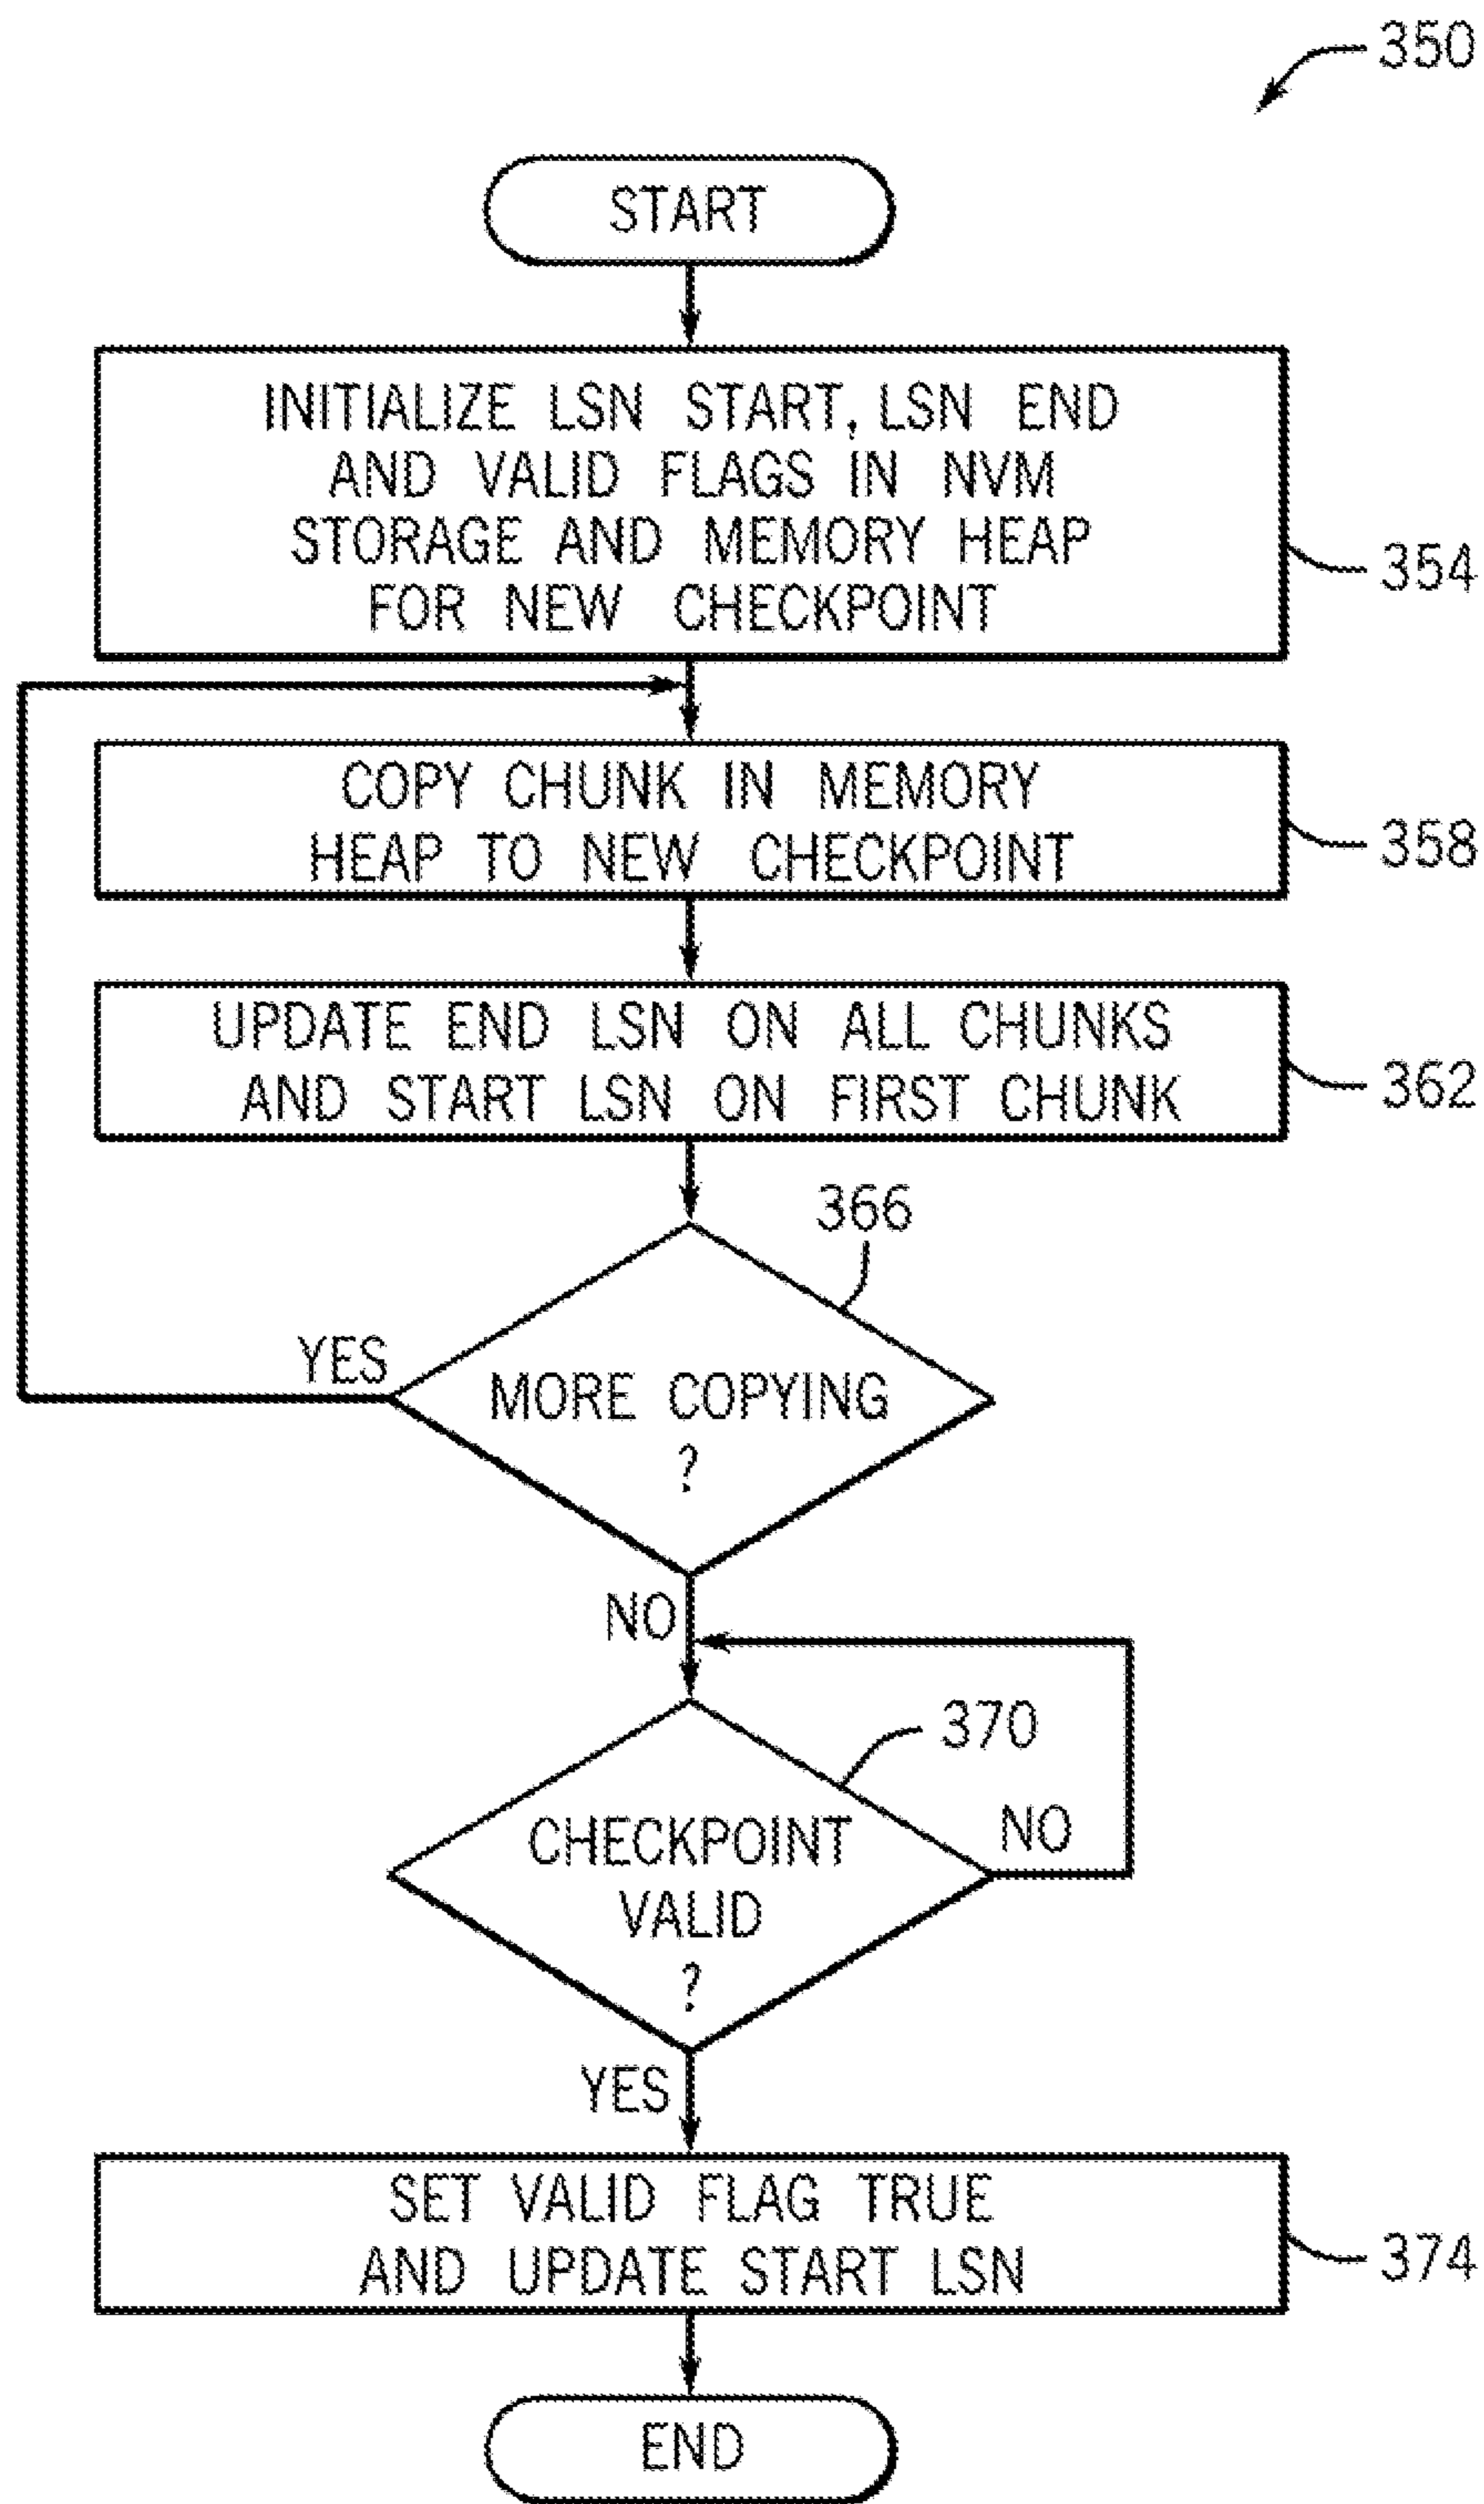 350
START
INITIALIZE LSN START, LSN END
AND VALID FLAGS IN NVM
STORAGE AND MEMORY HEAP
FOR NEW CHECKPOINT
354
COPY CHUNK IN MEMORY
HEAP TO NEW CHECKPOINT
358
UPDATE END LSN ON ALL CHUNKS
AND START LSN ON FIRST CHUNK
362
366
YES
MORE COPYING
?
NO
370
CHECKPOINT
VALID
?
NO
YES
SET VALID FLAG TRUE
AND UPDATE START LSN
374
END